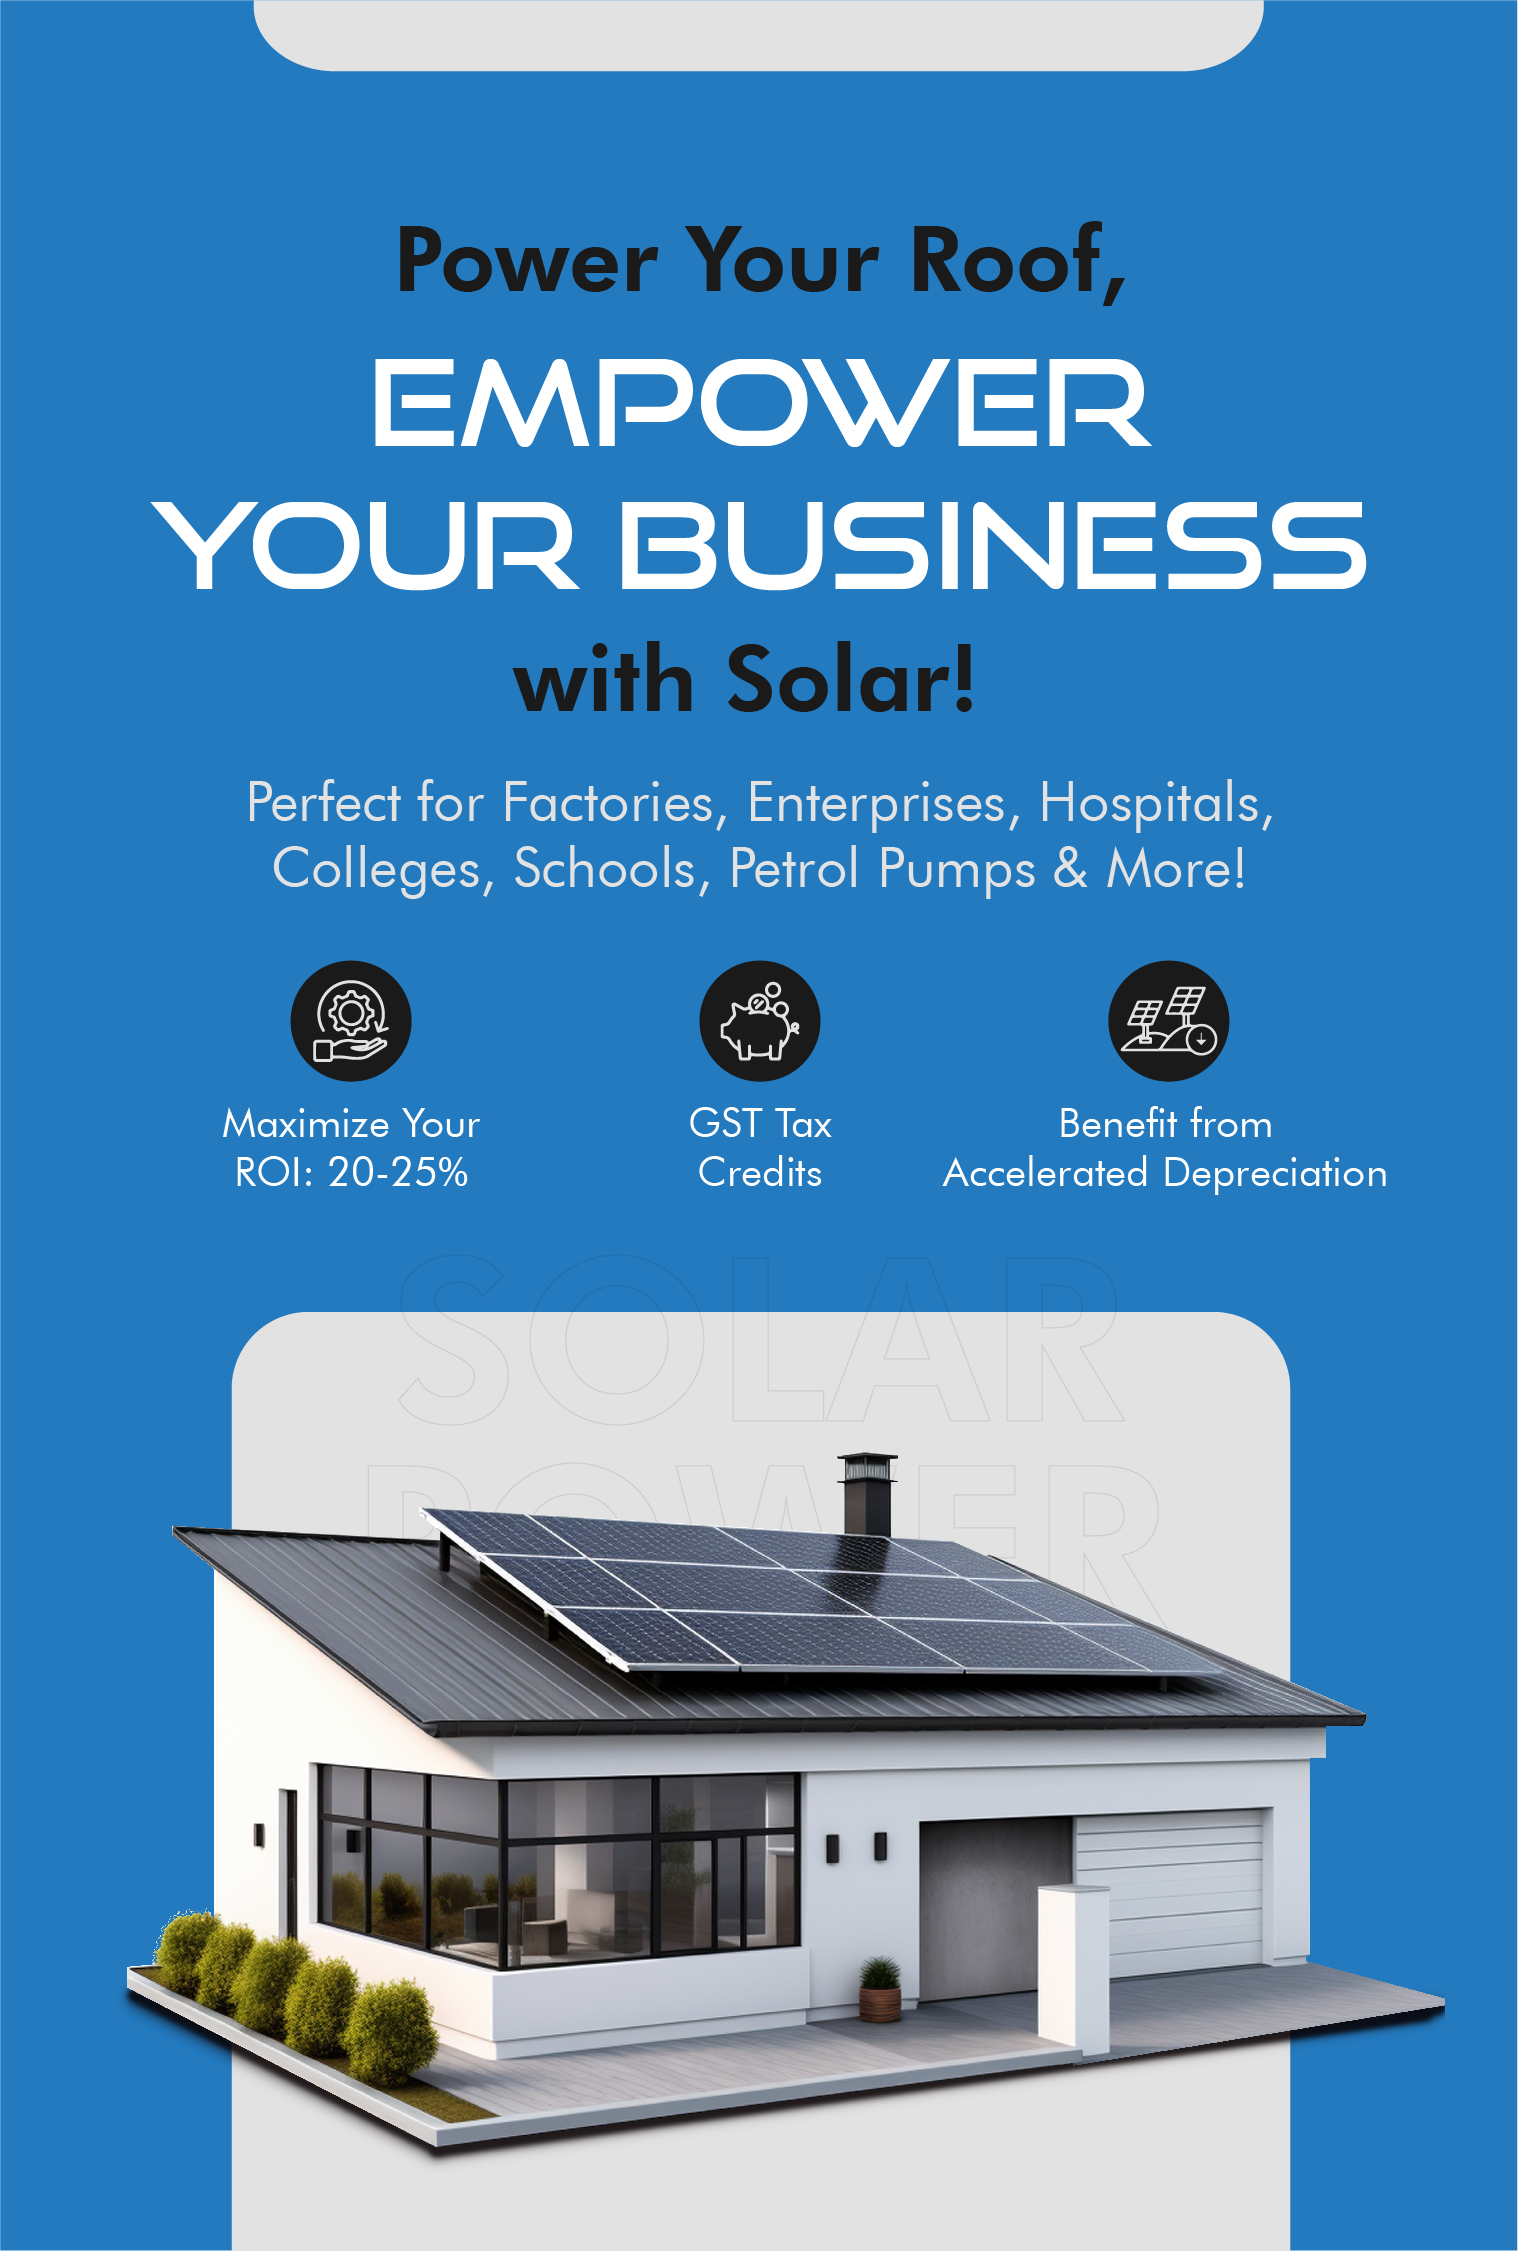 Power Your Roof,
EMPOWER
YOUR BUSINESS
with Solar!
Perfect for Factories, Enterprises, Hospitals,
Colleges, Schools, Petrol Pumps & More!
Maximize Your
ROI: 20-25%
GST Tax
Credits
Benefit from
Accelerated Depreciation
SOLAR
POWER